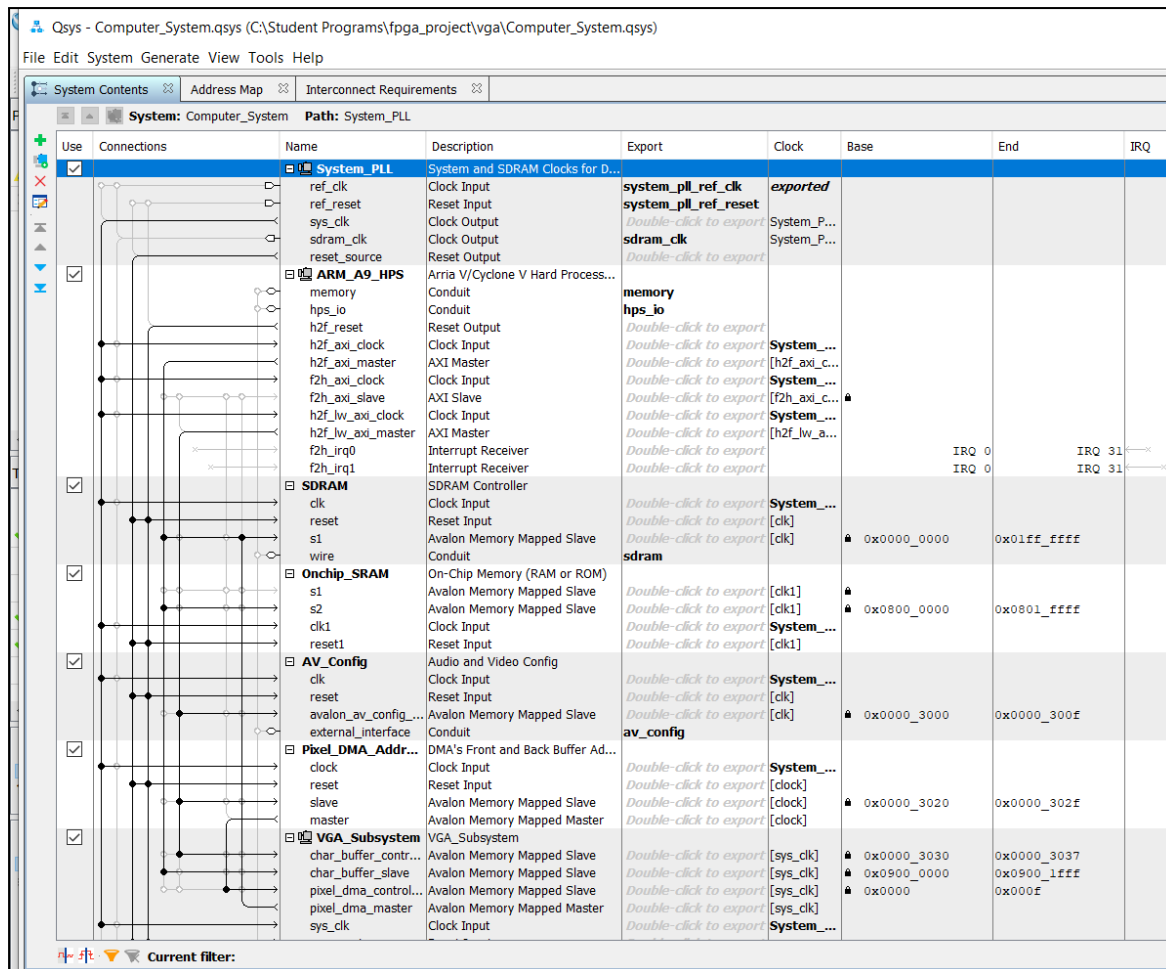 Qsys - Computer_System.qsys (C:\Student Programs\fpga_project\vga\Computer_System.qsys)
File Edit System Generate View Tools Help
System Contents Address Map Interconnect Requirements
System: Computer_System Path: System_PLL
Use Connections Name Description Export Clock Base End IRQ
System_PLL System and SDRAM Clocks for D...
ref_clk Clock Input system_pll_ref_clk exported
ref_reset Reset Input system_pll_ref_reset
sys_clk Clock Output Double-click to export System_P...
sdram_clk Clock Output sdram_clk System_P...
reset_source Reset Output Double-click to export
ARM_A9_HPS Arria V/Cyclone V Hard Process...
memory Conduit memory
hps_io Conduit hps_io
h2f_reset Reset Output Double-click to export
h2f_axi_clock Clock Input Double-click to export System_...
h2f_axi_master AXI Master Double-click to export [h2f_axi_c...
f2h_axi_clock Clock Input Double-click to export System_...
f2h_axi_slave AXI Slave Double-click to export [f2h_axi_c...
h2f_lw_axi_clock Clock Input Double-click to export System_...
h2f_lw_axi_master AXI Master Double-click to export [h2f_lw_a...
f2h_irq0 Interrupt Receiver Double-click to export IRQ 0 IRQ 31
f2h_irq1 Interrupt Receiver Double-click to export IRQ 0 IRQ 31
SDRAM SDRAM Controller
clk Clock Input Double-click to export System_...
reset Reset Input Double-click to export [clk]
s1 Avalon Memory Mapped Slave Double-click to export [clk] 0x0000_0000 0x01ff_ffff
wire Conduit sdram
Onchip_SRAM On-Chip Memory (RAM or ROM)
s1 Avalon Memory Mapped Slave Double-click to export [clk1]
s2 Avalon Memory Mapped Slave Double-click to export [clk1] 0x0800_0000 0x0801_ffff
clk1 Clock Input Double-click to export System_...
reset1 Reset Input Double-click to export [clk1]
AV_Config Audio and Video Config
clk Clock Input Double-click to export System_...
reset Reset Input Double-click to export [clk]
avalon_av_config_... Avalon Memory Mapped Slave Double-click to export [clk] 0x0000_3000 0x0000_300f
external_interface Conduit av_config
Pixel_DMA_Addr... DMA's Front and Back Buffer Ad...
clock Clock Input Double-click to export System_...
reset Reset Input Double-click to export [clock]
slave Avalon Memory Mapped Slave Double-click to export [clock] 0x0000_3020 0x0000_302f
master Avalon Memory Mapped Master Double-click to export [clock]
VGA_Subsystem VGA_Subsystem
char_buffer_contr... Avalon Memory Mapped Slave Double-click to export [sys_clk] 0x0000_3030 0x0000_3037
char_buffer_slave Avalon Memory Mapped Slave Double-click to export [sys_clk] 0x0900_0000 0x0900_1fff
pixel_dma_control... Avalon Memory Mapped Slave Double-click to export [sys_clk] 0x0000 0x000f
pixel_dma_master Avalon Memory Mapped Master Double-click to export [sys_clk]
sys_clk Clock Input Double-click to export System_...
Current filter: